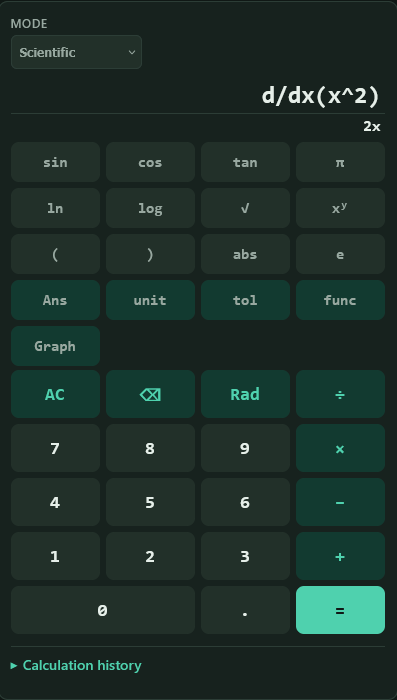 MODE
Scientific
d/dx(x^2)
2x
sin cos tan π
ln log √ xʸ
( ) abs e
Ans unit tol func
Graph
AC ⌫ Rad ÷
7 8 9 ×
4 5 6 −
1 2 3 +
0 . =
▸ Calculation history